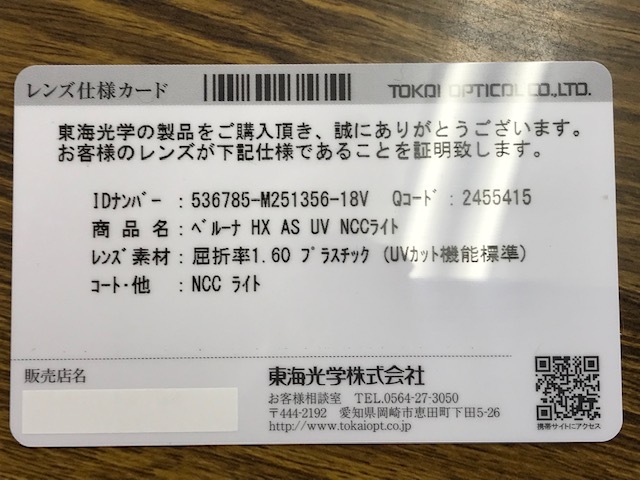 レンズ仕様カード
TOKAI OPTICAL CO.,LTD.
東海光学の製品をご購入頂き、誠にありがとうございます。
お客様のレンズが下記仕様であることを証明致します。
IDナンバー : 536785-M251356-18V Qコード : 2455415
商品名 : ベルーナ HX AS UV NCCライト
レンズ素材 : 屈折率1.60 プラスチック (UVカット機能標準)
コート・他 : NCC ライト
販売店名
東海光学株式会社
お客様相談室 TEL.0564-27-3050
〒444-2192 愛知県岡崎市恵田町下田5-26
http://www.tokaiopt.co.jp
携帯サイトにアクセス